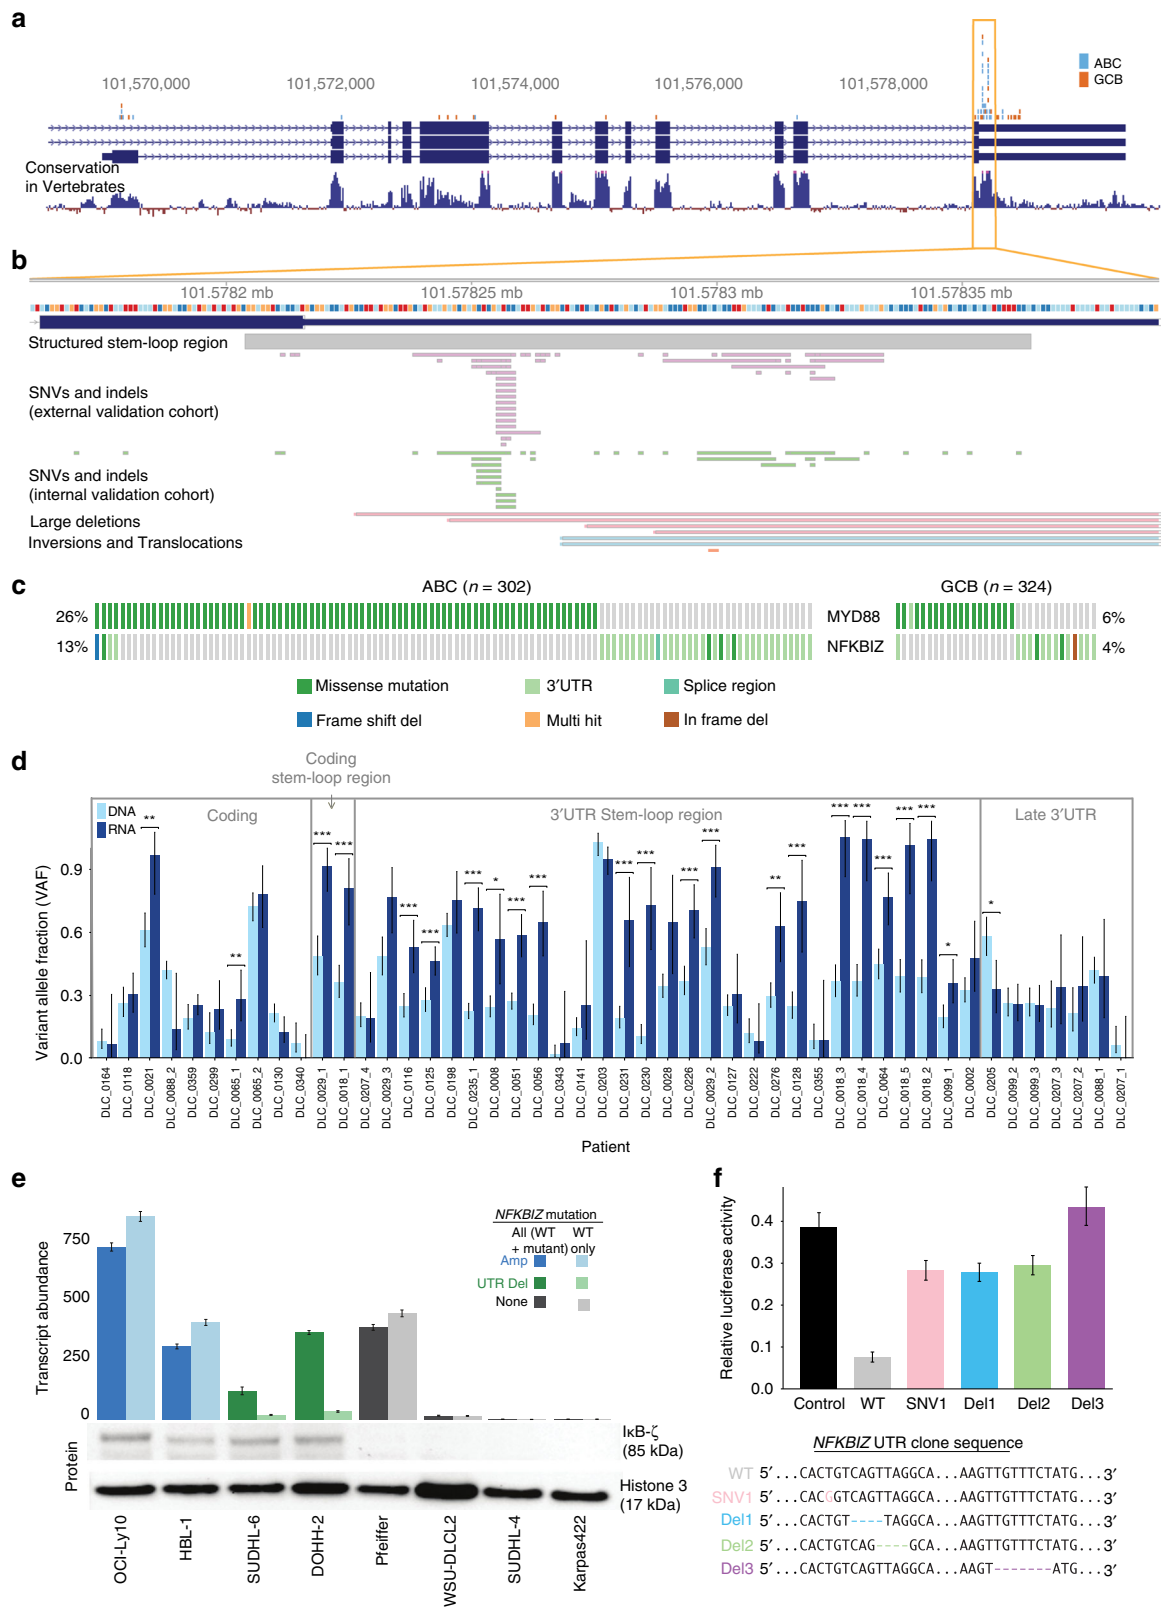 a
101,570,000 101,572,000 101,574,000 101,576,000 101,578,000
ABC
GCB
Conservation
in Vertebrates
b
101.5782 mb 101.57825 mb 101.5783 mb 101.57835 mb
Structured stem-loop region
SNVs and indels
(external validation cohort)
SNVs and indels
(internal validation cohort)
Large deletions
Inversions and Translocations
c
ABC (n = 302) GCB (n = 324)
26% MYD88 6%
13% NFKBIZ 4%
Missense mutation 3′UTR Splice region
Frame shift del Multi hit In frame del
d
Coding
stem-loop region
DNA
RNA
Coding
3′UTR Stem-loop region
Late 3′UTR
** ** *** *** *** *** *** * *** *** *** *** *** *** ** *** *** *** *** *** *** * *
Variant allele fraction (VAF)
0.9
0.6
0.3
0.0
DLC_0164 DLC_0118 DLC_0021 DLC_0088_2 DLC_0359 DLC_0299 DLC_0065_1 DLC_0065_2 DLC_0130 DLC_0340 DLC_0029_1 DLC_0018_1 DLC_0207_4 DLC_0029_3 DLC_0116 DLC_0125 DLC_0198 DLC_0235_1 DLC_0008 DLC_0051 DLC_0056 DLC_0343 DLC_0141 DLC_0203 DLC_0231 DLC_0230 DLC_0028 DLC_0226 DLC_0029_2 DLC_0127 DLC_0222 DLC_0276 DLC_0128 DLC_0355 DLC_0018_3 DLC_0018_4 DLC_0064 DLC_0018_5 DLC_0018_2 DLC_0099_1 DLC_0002 DLC_0205 DLC_0099_2 DLC_0099_3 DLC_0207_3 DLC_0207_2 DLC_0088_1 DLC_0207_1
Patient
e
Transcript abundance
750
500
250
0
NFKBIZ mutation
All (WT WT
+ mutant) only
Amp
UTR Del
None
Protein
IκB-ζ
(85 kDa)
Histone 3
(17 kDa)
OCI-Ly10 HBL-1 SUDHL-6 DOHH-2 Pfeiffer WSU-DLCL2 SUDHL-4 Karpas422
f
Relative luciferase activity
0.4
0.3
0.2
0.1
0.0
Control WT SNV1 Del1 Del2 Del3
NFKBIZ UTR clone sequence
WT 5′...CACTGTCAGTTAGGCA...AAGTTGTTTCTATG...3′
SNV1 5′...CACGGTCAGTTAGGCA...AAGTTGTTTCTATG...3′
Del1 5′...CACTGT----TAGGCA...AAGTTGTTTCTATG...3′
Del2 5′...CACTGTCAG----GCA...AAGTTGTTTCTATG...3′
Del3 5′...CACTGTCAGTTAGGCA...AAGT-------ATG...3′